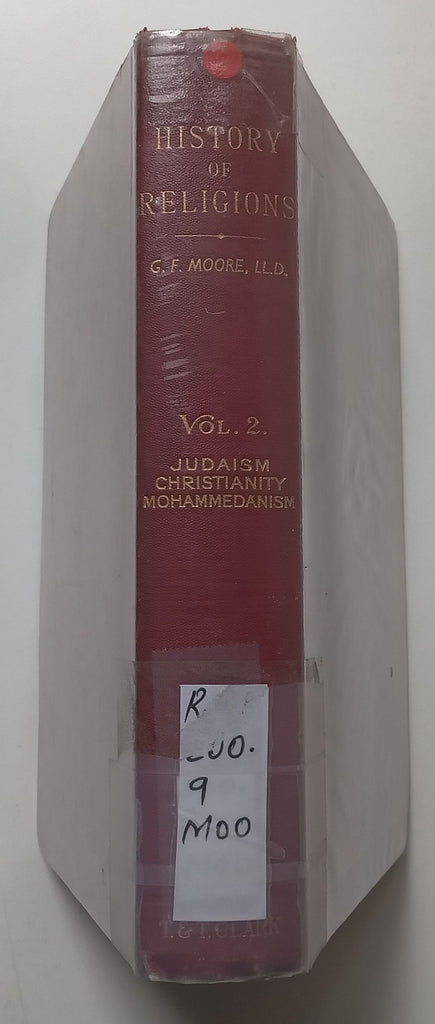 HISTORY
OF
RELIGIONS
G. F. MOORE, LL.D.
VOL. 2.
JUDAISM
CHRISTIANITY
MOHAMMEDANISM
R
9
MOO
T. & T. CLARK